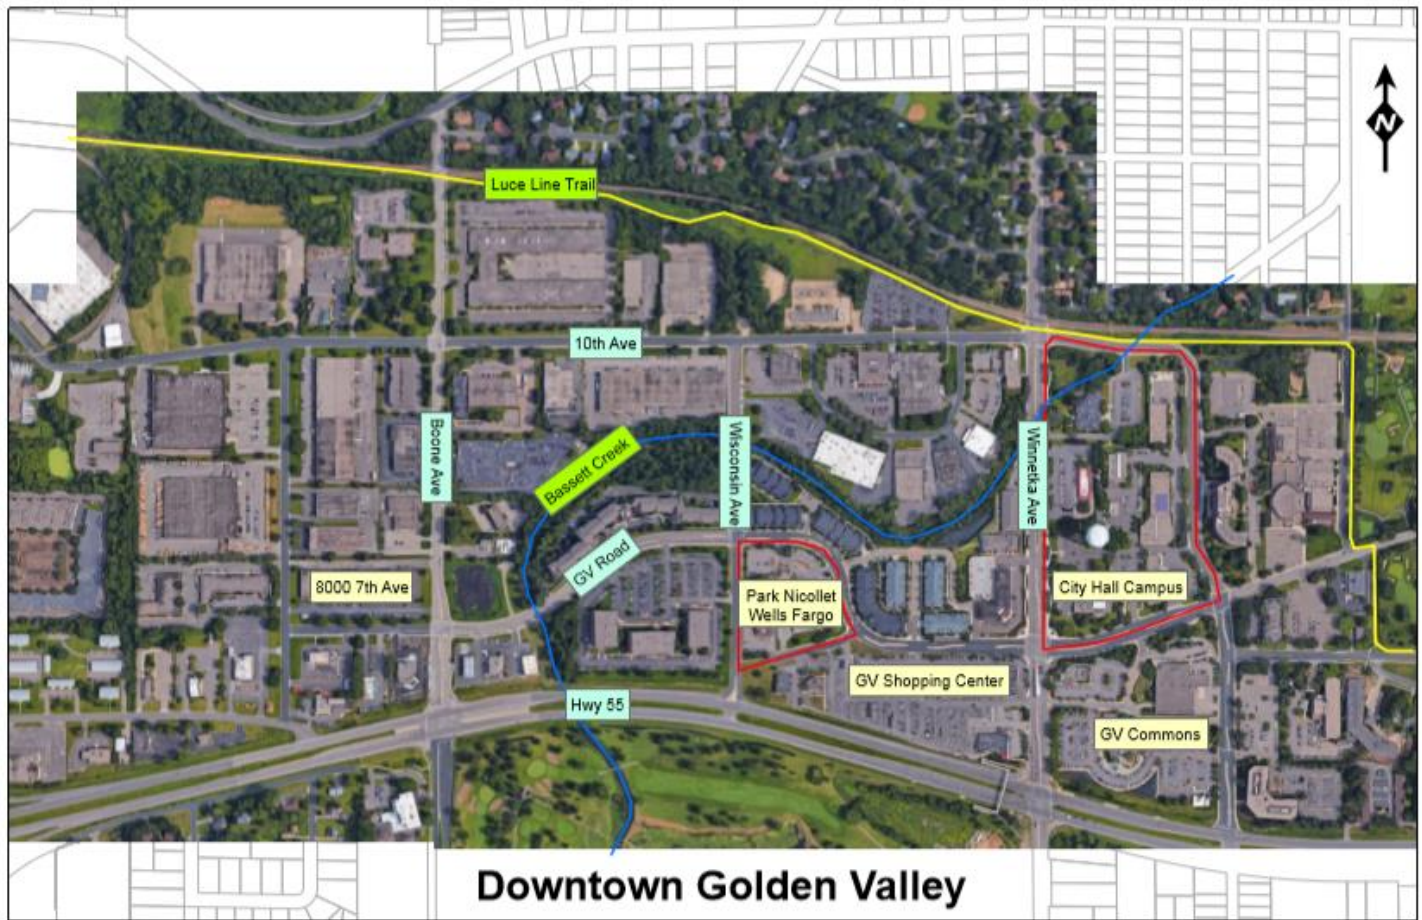 N
Luce Line Trail
10th Ave
Boone Ave
Bassett Creek
Wisconsin Ave
Winnetka Ave
GV Road
8000 7th Ave
Park Nicollet
Wells Fargo
City Hall Campus
GV Shopping Center
Hwy 55
GV Commons
Downtown Golden Valley